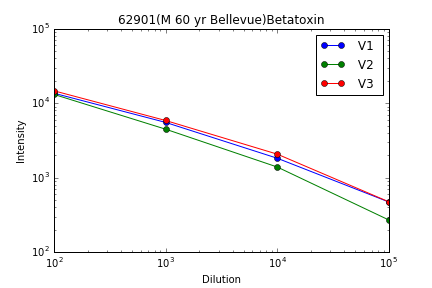 62901(M 60 yr Bellevue)Betatoxin
10^5
V1
V2
V3
10^4
Intensity
10^3
10^2
10^2 10^3 10^4 10^5
Dilution